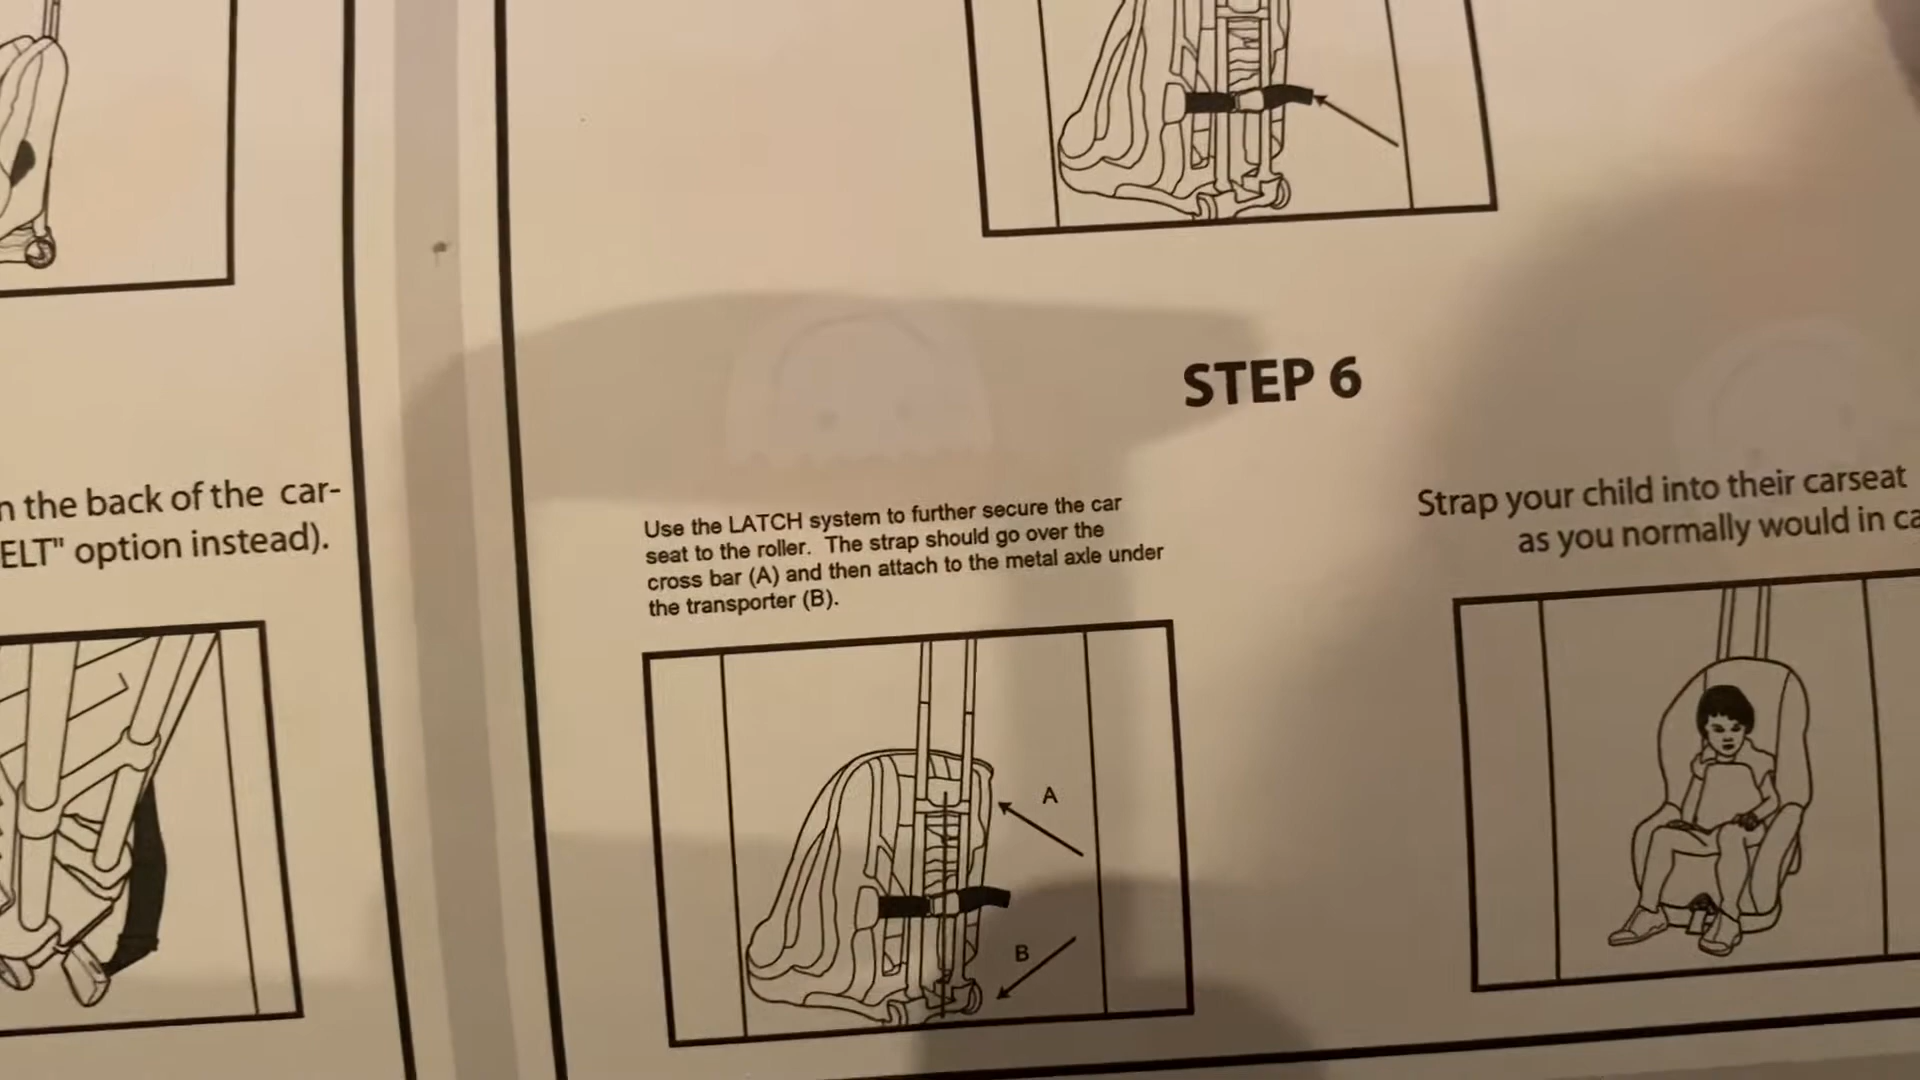 n the back of the car-
ELT" option instead).
STEP 6
Use the LATCH system to further secure the car
seat to the roller. The strap should go over the
cross bar (A) and then attach to the metal axle under
the transporter (B).
A
B
Strap your child into their carseat
as you normally would in ca